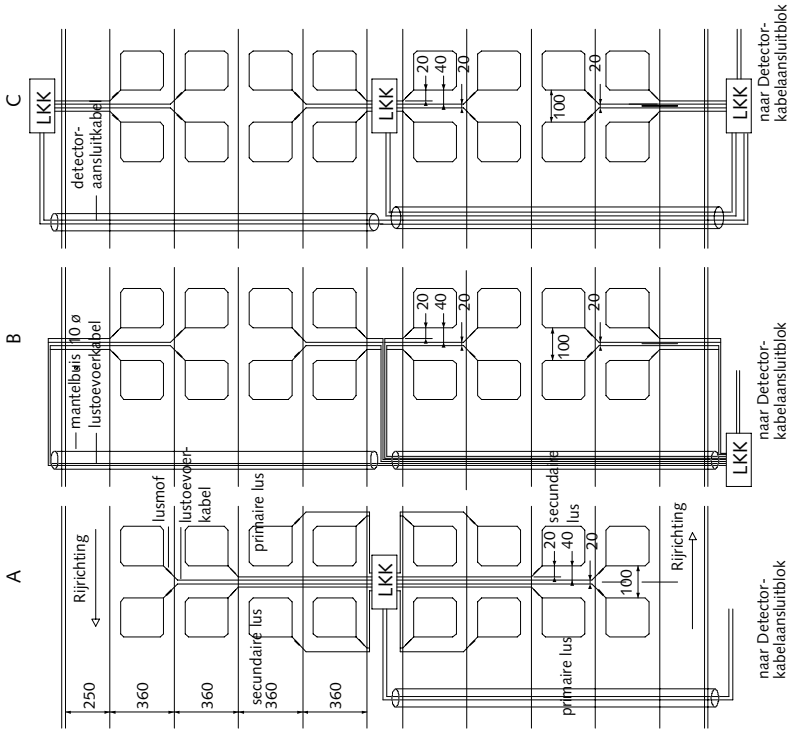 A
Rijrichting
250
360
360
360
360
lusmof
lustoevoer-
kabel
primaire lus
secundaire lus
LKK
secundaire
lus
20
40
20
100
primaire lus
Rijrichting
naar Detector-
kabelaansluitblok
B
mantelbuis 10 ø
lustoevoerkabel
20
40
20
20
100
LKK
naar Detector-
kabelaansluitblok
C
LKK
detector-
aansluitkabel
LKK
20
40
20
20
100
LKK
naar Detector-
kabelaansluitblok